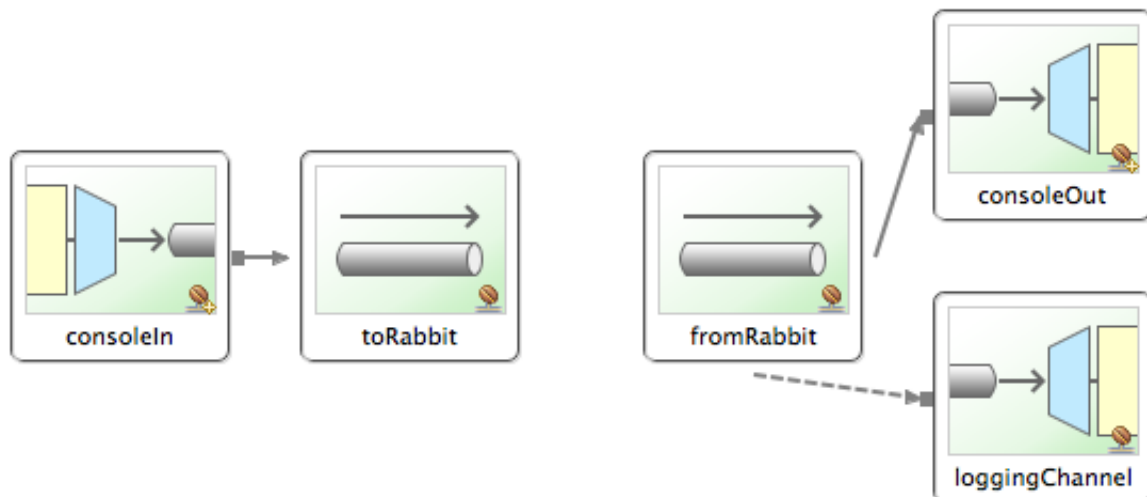 consoleIn
toRabbit
fromRabbit
consoleOut
loggingChannel